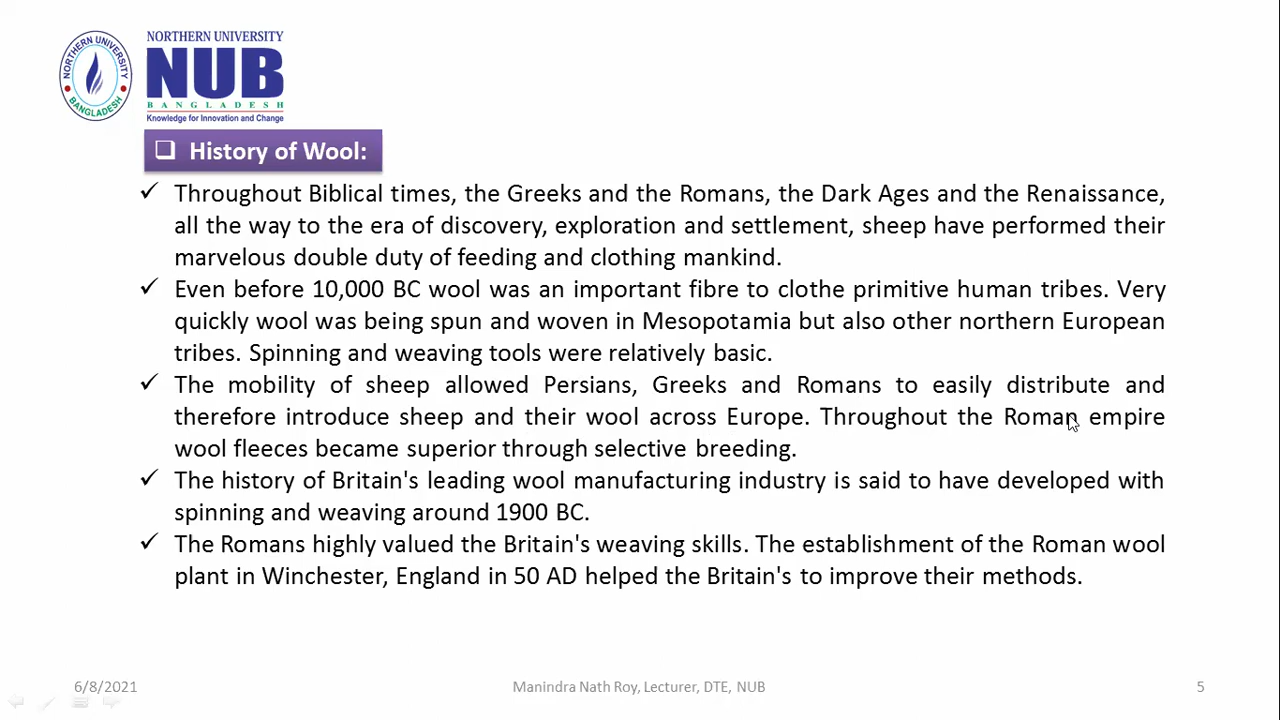 NORTHERN UNIVERSITY
BANGLADESH
NORTHERN UNIVERSITY
NUB
BANGLADESH
Knowledge for Innovation and Change
❑ History of Wool:
✓ Throughout Biblical times, the Greeks and the Romans, the Dark Ages and the Renaissance,
all the way to the era of discovery, exploration and settlement, sheep have performed their
marvelous double duty of feeding and clothing mankind.
✓ Even before 10,000 BC wool was an important fibre to clothe primitive human tribes. Very
quickly wool was being spun and woven in Mesopotamia but also other northern European
tribes. Spinning and weaving tools were relatively basic.
✓ The mobility of sheep allowed Persians, Greeks and Romans to easily distribute and
therefore introduce sheep and their wool across Europe. Throughout the Roman empire
wool fleeces became superior through selective breeding.
✓ The history of Britain's leading wool manufacturing industry is said to have developed with
spinning and weaving around 1900 BC.
✓ The Romans highly valued the Britain's weaving skills. The establishment of the Roman wool
plant in Winchester, England in 50 AD helped the Britain's to improve their methods.
6/8/2021
Manindra Nath Roy, Lecturer, DTE, NUB
5